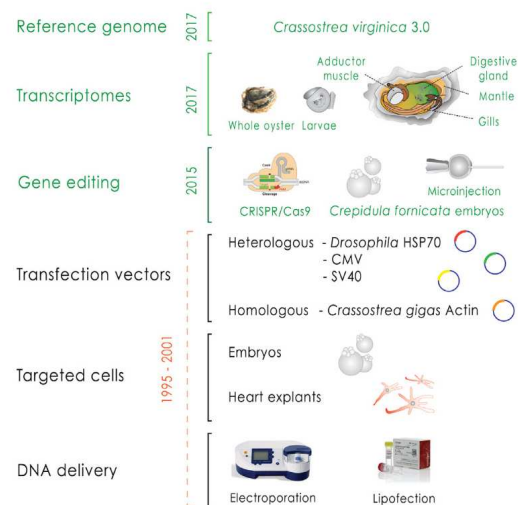 Reference genome
2017
Crassostrea virginica 3.0
Transcriptomes
2017
Whole oyster
Larvae
Adductor
muscle
Digestive
gland
Mantle
Gills
Gene editing
2015
CRISPR/Cas9
Crepidula fornicata embryos
Microinjection
Transfection vectors
Heterologous - Drosophila HSP70
- CMV
- SV40
Homologous - Crassostrea gigas Actin
1995 - 2001
Targeted cells
Embryos
Heart explants
DNA delivery
Electroporation
Lipofection